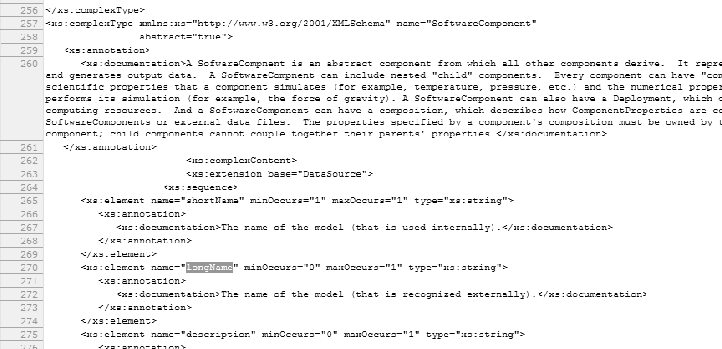 256 </xs:complexType>
257 <xs:complexType xmlns:xs="http://www.w3.org/2001/XMLSchema" name="SoftwareComponent"
258 abstract="true">
259 <xs:annotation>
260 <xs:documentation>A SofwareCompnent is an abstract component from which all other components derive. It repre
and generates output data. A SoftwareCompnent can include nested "child" components. Every component can have "com
scientific properties that a component simulates (for example, temperature, pressure, etc.) and the numerical proper
performs its simulation (for example, the force of gravity). A SoftwareComponent can also have a Deployment, which
computing resources. And a SoftwareComponent can have a composition, which describes how ComponentProperties are co
SoftwareComponents or external data files. The properties specified by a component's composition must be owned by t
component; child components cannot couple together their parents' properties </xs:documentation>
261 </xs:annotation>
262 <xs:complexContent>
263 <xs:extension base="DataSource">
264 <xs:sequence>
265 <xs:element name="shortName" minOccurs="1" maxOccurs="1" type="xs:string">
266 <xs:annotation>
267 <xs:documentation>The name of the model (that is used internally).</xs:documentation>
268 </xs:annotation>
269 </xs:element>
270 <xs:element name="longName" minOccurs="0" maxOccurs="1" type="xs:string">
271 <xs:annotation>
272 <xs:documentation>The name of the model (that is recognized externally).</xs:documentation>
273 </xs:annotation>
274 </xs:element>
275 <xs:element name="description" minOccurs="0" maxOccurs="1" type="xs:string">
276 <xs:annotation>